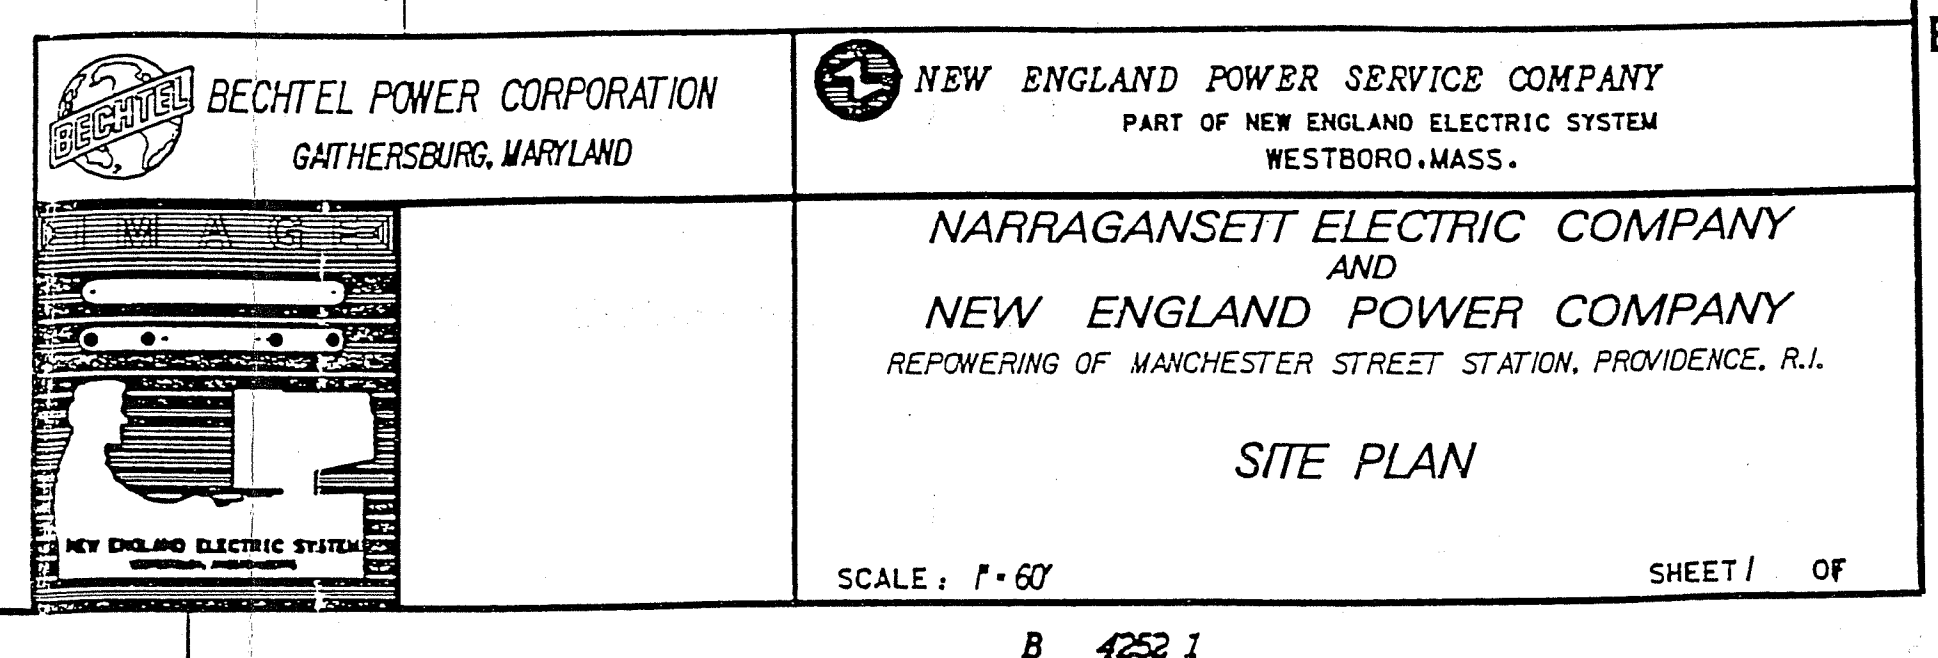 BECHTEL
BECHTEL POWER CORPORATION
GAITHERSBURG, MARYLAND
NEW ENGLAND POWER SERVICE COMPANY
PART OF NEW ENGLAND ELECTRIC SYSTEM
WESTBORO, MASS.
IMAGE
NEW ENGLAND ELECTRIC SYSTEM
NARRAGANSETT ELECTRIC COMPANY
AND
NEW ENGLAND POWER COMPANY
REPOWERING OF MANCHESTER STREET STATION, PROVIDENCE, R.I.
SITE PLAN
SCALE: 1"=60'
SHEET 1 OF
B 4252 1